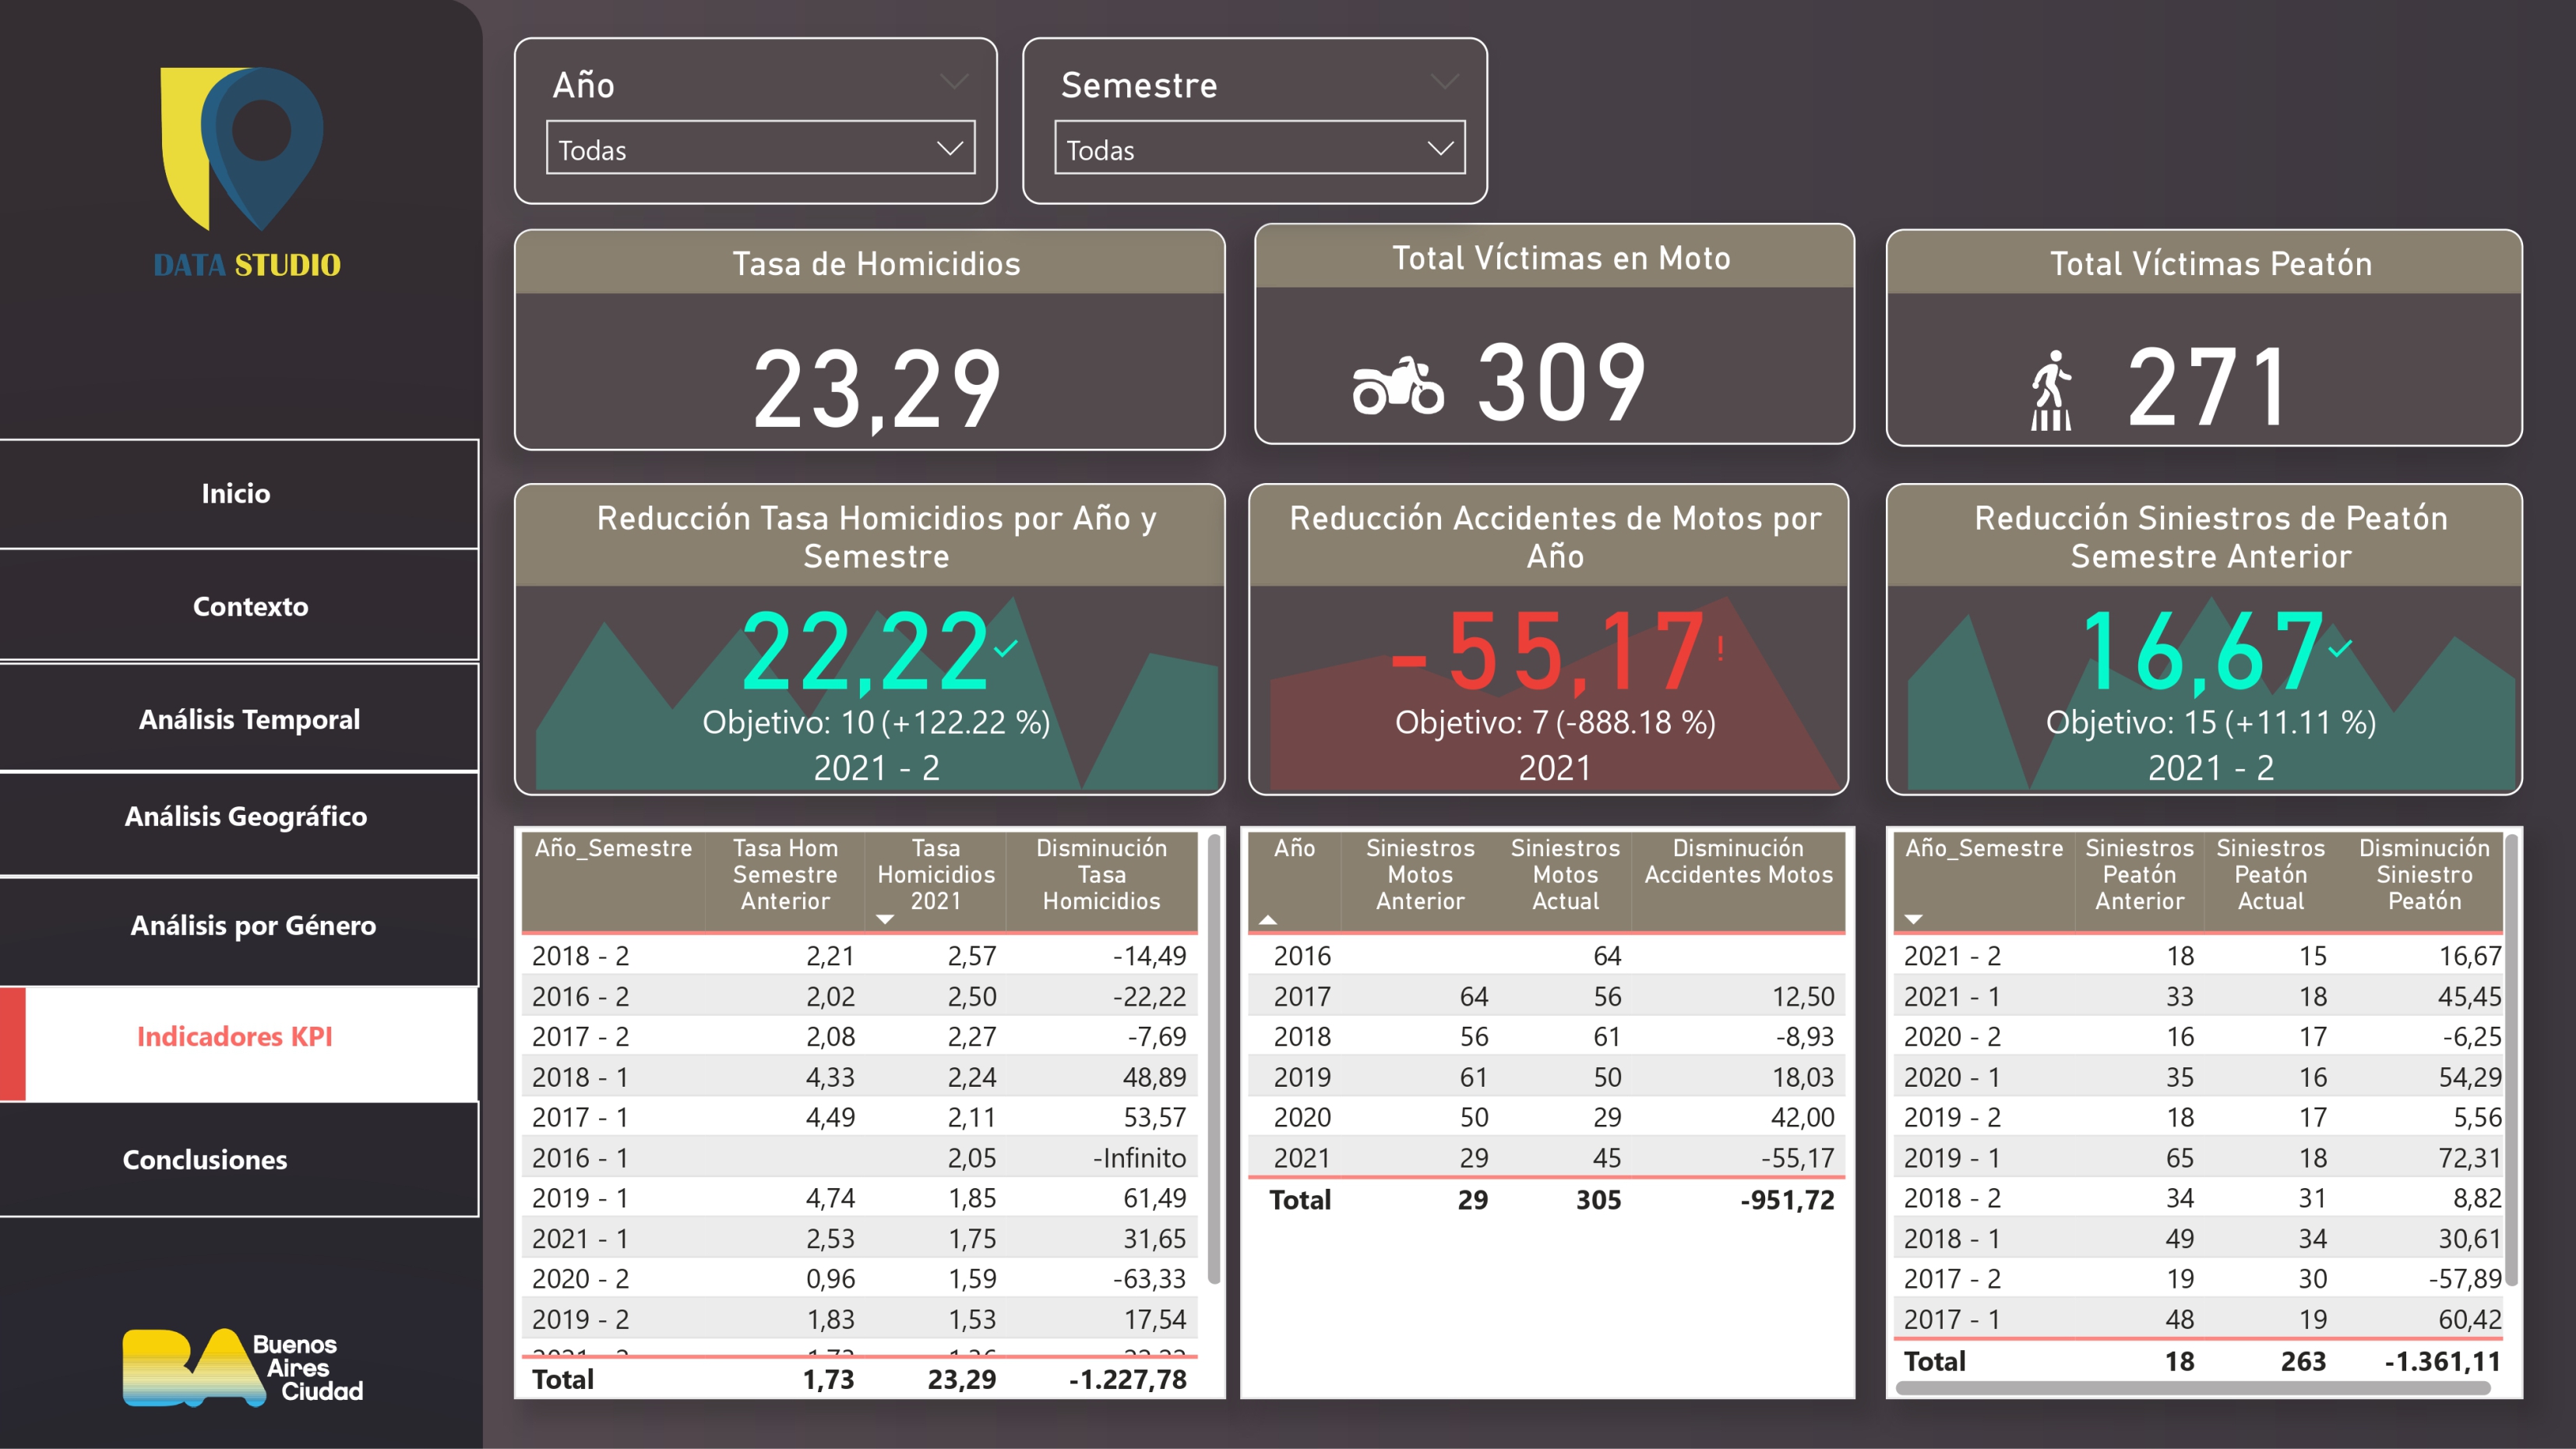 DATA STUDIO
Inicio
Contexto
Análisis Temporal
Análisis Geográfico
Análisis por Género
Indicadores KPI
Conclusiones
Buenos
Aires
Ciudad
Año
Todas
Semestre
Todas
Tasa de Homicidios
23,29
Total Víctimas en Moto
309
Total Víctimas Peatón
271
Reducción Tasa Homicidios por Año y
Semestre
22,22
Objetivo: 10 (+122.22 %)
2021 - 2
Reducción Accidentes de Motos por
Año
-55,17!
Objetivo: 7 (-888.18 %)
2021
Reducción Siniestros de Peatón
Semestre Anterior
16,67
Objetivo: 15 (+11.11 %)
2021 - 2
Año_Semestre Tasa Hom Semestre Anterior Tasa Homicidios 2021 Disminución Tasa Homicidios
2018 - 2 2,21 2,57 -14,49
2016 - 2 2,02 2,50 -22,22
2017 - 2 2,08 2,27 -7,69
2018 - 1 4,33 2,24 48,89
2017 - 1 4,49 2,11 53,57
2016 - 1 2,05 -Infinito
2019 - 1 4,74 1,85 61,49
2021 - 1 2,53 1,75 31,65
2020 - 2 0,96 1,59 -63,33
2019 - 2 1,83 1,53 17,54
Total 1,73 23,29 -1.227,78
Año Siniestros Motos Anterior Siniestros Motos Actual Disminución Accidentes Motos
2016 64
2017 64 56 12,50
2018 56 61 -8,93
2019 61 50 18,03
2020 50 29 42,00
2021 29 45 -55,17
Total 29 305 -951,72
Año_Semestre Siniestros Peatón Anterior Siniestros Peatón Actual Disminución Siniestro Peatón
2021 - 2 18 15 16,67
2021 - 1 33 18 45,45
2020 - 2 16 17 -6,25
2020 - 1 35 16 54,29
2019 - 2 18 17 5,56
2019 - 1 65 18 72,31
2018 - 2 34 31 8,82
2018 - 1 49 34 30,61
2017 - 2 19 30 -57,89
2017 - 1 48 19 60,42
Total 18 263 -1.361,11